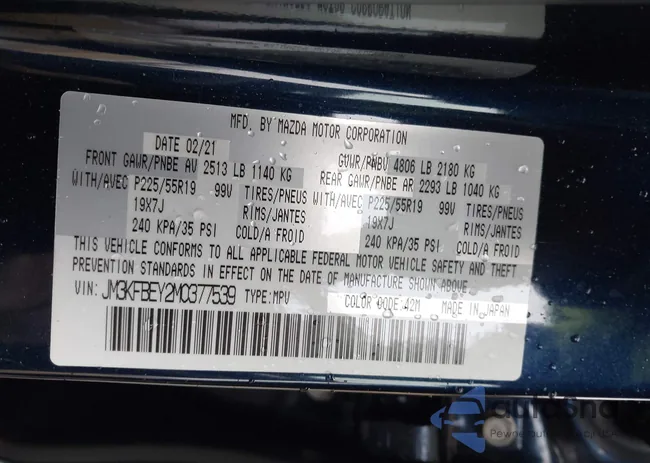 MFD. BY MAZDA MOTOR CORPORATION
DATE 02/21 GVWR/PNBV 4806 LB 2180 KG
FRONT GAWR/PNBE AV 2513 LB 1140 KG REAR GAWR/PNBE AR 2293 LB 1040 KG
WITH/AVEC P225/55R19 99V TIRES/PNEUS WITH/AVEC P225/55R19 99V TIRES/PNEUS
19X7J RIMS/JANTES 19X7J RIMS/JANTES
240 KPA/35 PSI COLD/A FROID 240 KPA/35 PSI COLD/A FROID
THIS VEHICLE CONFORMS TO ALL APPLICABLE FEDERAL MOTOR VEHICLE SAFETY AND THEFT
PREVENTION STANDARDS IN EFFECT ON THE DATE OF MANUFACTURE SHOWN ABOVE.
VIN: JM3KFBEY2M0377539 TYPE: MPV COLOR CODE:42M MADE IN JAPAN